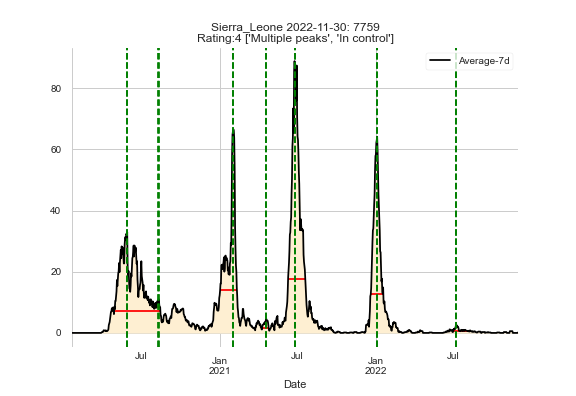 Sierra_Leone 2022-11-30: 7759
Rating:4 ['Multiple peaks', 'In control']
Average-7d
80
60
40
20
0
Jul
Jan
2021
Jul
Jan
2022
Jul
Date